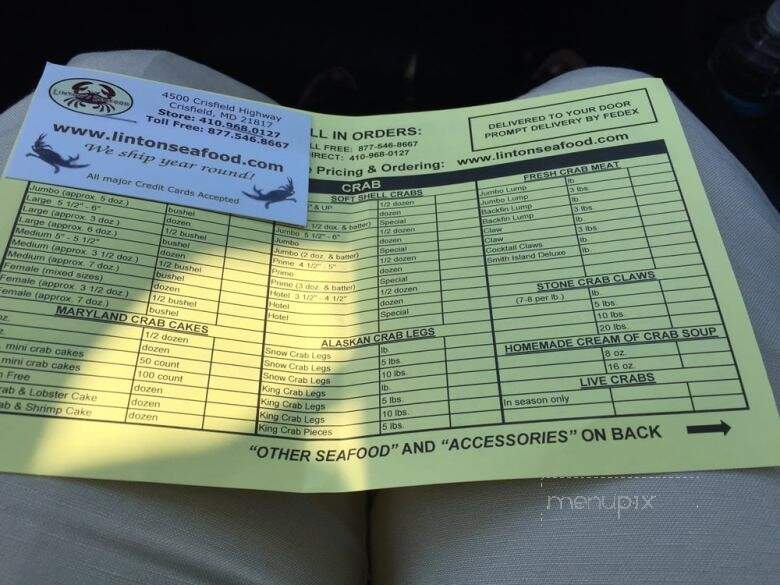 LINTON SEAFOOD
4500 Crisfield Highway
Crisfield, MD 21817
Store: 410.968.0127
Toll Free: 877.546.8667
www.lintonseafood.com
We ship year round!
All major Credit Cards Accepted
LL IN ORDERS:
LL FREE: 877-546-8667
IRECT: 410-968-0127
DELIVERED TO YOUR DOOR
PROMPT DELIVERY BY FEDEX
Pricing & Ordering: www.lintonseafood.com
CRAB
Jumbo (approx. 5 doz.) bushel
Large 5 1/2" - 6" dozen
Large (approx. 3 doz.) 1/2 bushel
Large (approx. 6 doz.) bushel
Medium 5" - 5 1/2" dozen
Medium (approx. 3 1/2 doz.) 1/2 bushel
Medium (approx. 7 doz.) bushel
Female (mixed sizes) dozen
Female (approx. 3 1/2 doz.) 1/2 bushel
Female (approx. 7 doz.) bushel
MARYLAND CRAB CAKES
oz. 1/2 dozen
dozen
mini crab cakes 50 count
mini crab cakes 100 count
n Free dozen
rab & Lobster Cake dozen
ab & Shrimp Cake dozen
SOFT SHELL CRABS
" & UP 1/2 dozen
dozen
doz. & batter) Special
Jumbo 5 1/2" - 6" 1/2 dozen
Jumbo dozen
Jumbo (2 doz. & batter) Special
Prime 4 1/2" - 5" 1/2 dozen
Prime dozen
Prime (3 doz. & batter) Special
Hotel 3 1/2" - 4 1/2" 1/2 dozen
Hotel dozen
Hotel Special
ALASKAN CRAB LEGS
Snow Crab Legs lb.
Snow Crab Legs 5 lbs.
Snow Crab Legs 10 lbs.
King Crab Legs lb.
King Crab Legs 5 lbs.
King Crab Legs 10 lbs.
King Crab Pieces 5 lbs.
FRESH CRAB MEAT
Jumbo Lump lb.
Jumbo Lump 3 lbs.
Backfin Lump lb.
Backfin Lump 3 lbs.
Claw lb.
Claw 3 lbs.
Cocktail Claws lb.
Smith Island Deluxe lb.
STONE CRAB CLAWS
(7-8 per lb.) lb
5 lbs.
10 lbs.
20 lbs.
HOMEMADE CREAM OF CRAB SOUP
8 oz.
16 oz.
LIVE CRABS
In season only
"OTHER SEAFOOD" AND "ACCESSORIES" ON BACK
menupix